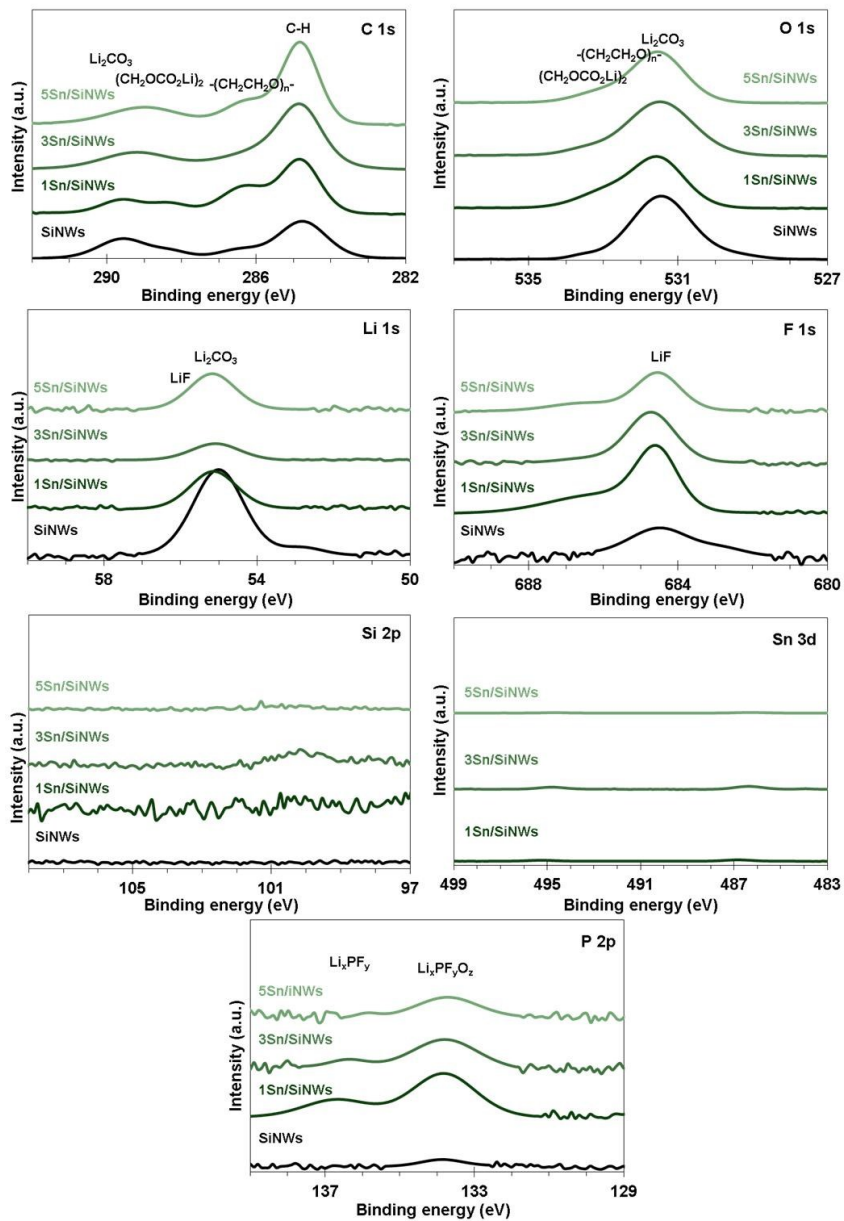 C 1s
C-H
Li₂CO₃
(CH₂OCO₂Li)₂
-(CH₂CH₂O)ₙ-
5Sn/SiNWs
3Sn/SiNWs
1Sn/SiNWs
SiNWs
Intensity (a.u.)
290 286 282
Binding energy (eV)
O 1s
Li₂CO₃
-(CH₂CH₂O)ₙ-
(CH₂OCO₂Li)₂
5Sn/SiNWs
3Sn/SiNWs
1Sn/SiNWs
SiNWs
Intensity (a.u.)
535 531 527
Binding energy (eV)
Li 1s
Li₂CO₃
LiF
5Sn/SiNWs
3Sn/SiNWs
1Sn/SiNWs
SiNWs
Intensity (a.u.)
58 54 50
Binding energy (eV)
F 1s
LiF
5Sn/SiNWs
3Sn/SiNWs
1Sn/SiNWs
SiNWs
Intensity (a.u.)
688 684 680
Binding energy (eV)
Si 2p
5Sn/SiNWs
3Sn/SiNWs
1Sn/SiNWs
SiNWs
Intensity (a.u.)
105 101 97
Binding energy (eV)
Sn 3d
5Sn/SiNWs
3Sn/SiNWs
1Sn/SiNWs
Intensity (a.u.)
499 495 491 487 483
Binding energy (eV)
P 2p
LiₓPFᵧ
LiₓPFᵧO₂
5Sn/iNWs
3Sn/SiNWs
1Sn/SiNWs
SiNWs
Intensity (a.u.)
137 133 129
Binding energy (eV)